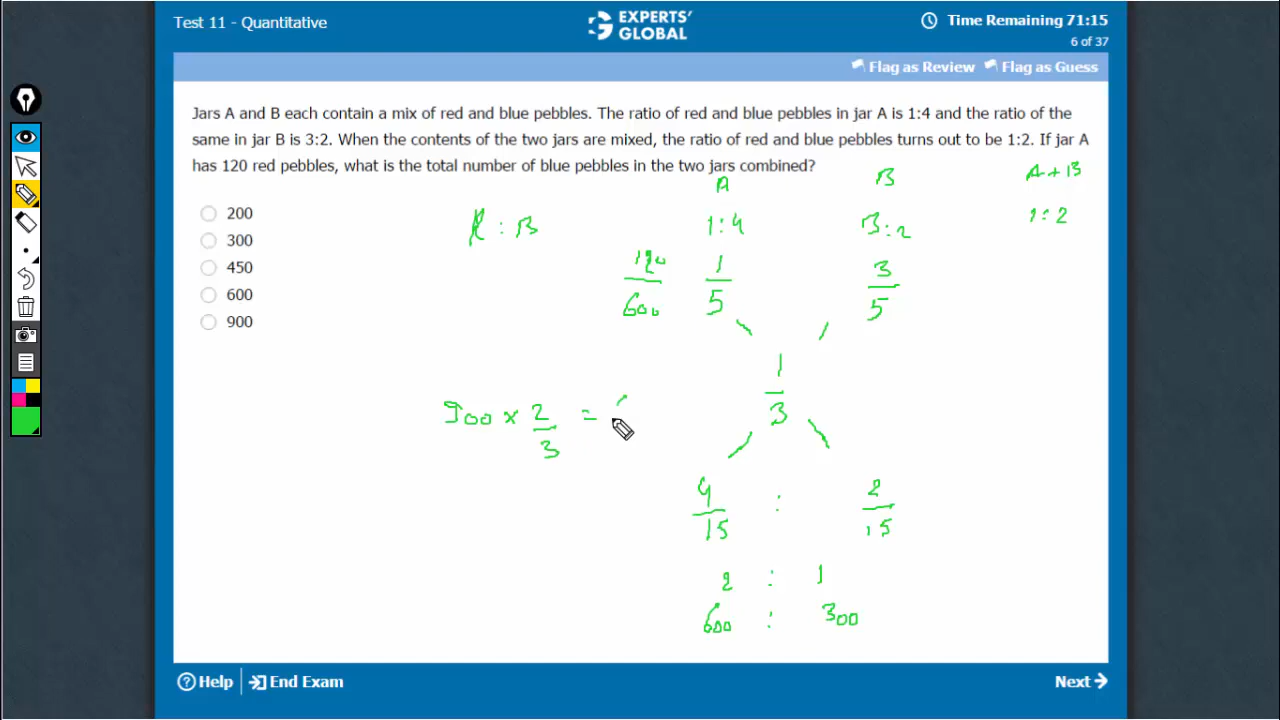 Test 11 - Quantitative
EXPERTS'
GLOBAL
Time Remaining 71:15
6 of 37
Flag as Review Flag as Guess
Jars A and B each contain a mix of red and blue pebbles. The ratio of red and blue pebbles in jar A is 1:4 and the ratio of the
same in jar B is 3:2. When the contents of the two jars are mixed, the ratio of red and blue pebbles turns out to be 1:2. If jar A
has 120 red pebbles, what is the total number of blue pebbles in the two jars combined?
A B A + B
200
300
450
600
900
R : B 1:4 3:2 1:2
120/600 1/5 3/5
1/3
900 × 2/3 =
4/15 : 2/15
2 : 1
600 : 300
Help End Exam Next